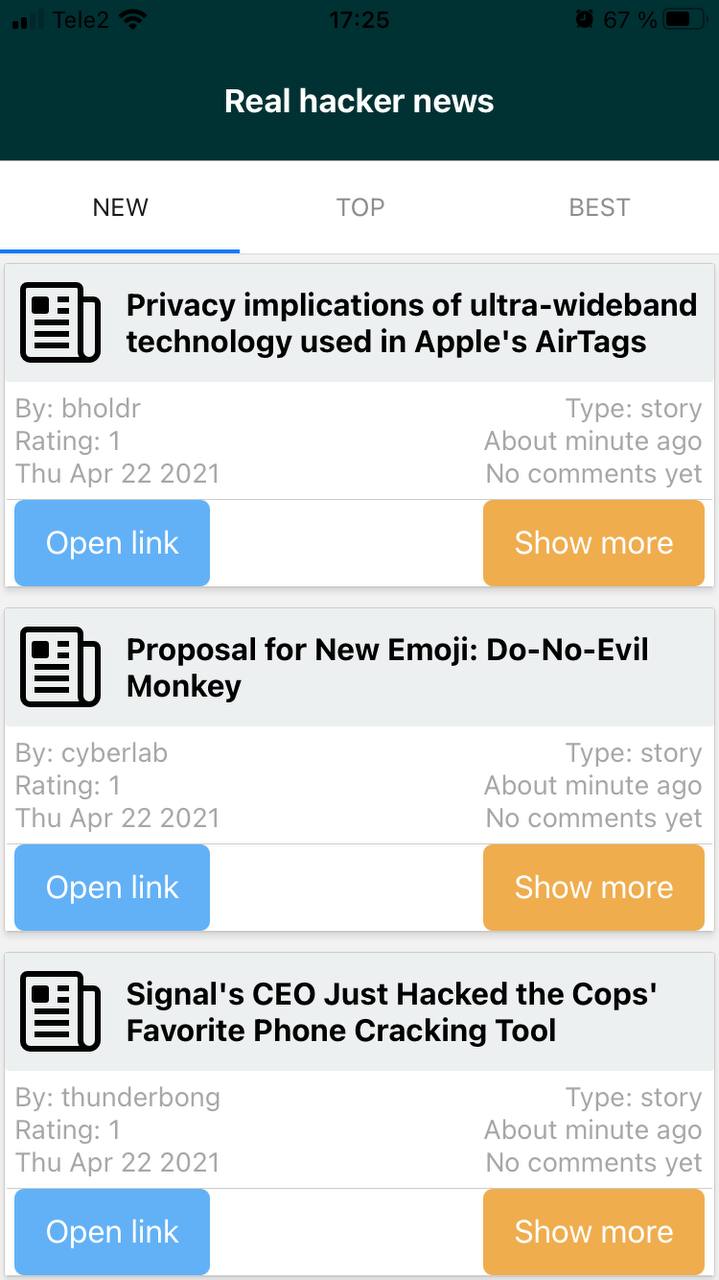 Tele2 17:25 67 %
Real hacker news
NEW TOP BEST
Privacy implications of ultra-wideband
technology used in Apple's AirTags
By: bholdr Type: story
Rating: 1 About minute ago
Thu Apr 22 2021 No comments yet
Open link Show more
Proposal for New Emoji: Do-No-Evil
Monkey
By: cyberlab Type: story
Rating: 1 About minute ago
Thu Apr 22 2021 No comments yet
Open link Show more
Signal's CEO Just Hacked the Cops'
Favorite Phone Cracking Tool
By: thunderbong Type: story
Rating: 1 About minute ago
Thu Apr 22 2021 No comments yet
Open link Show more